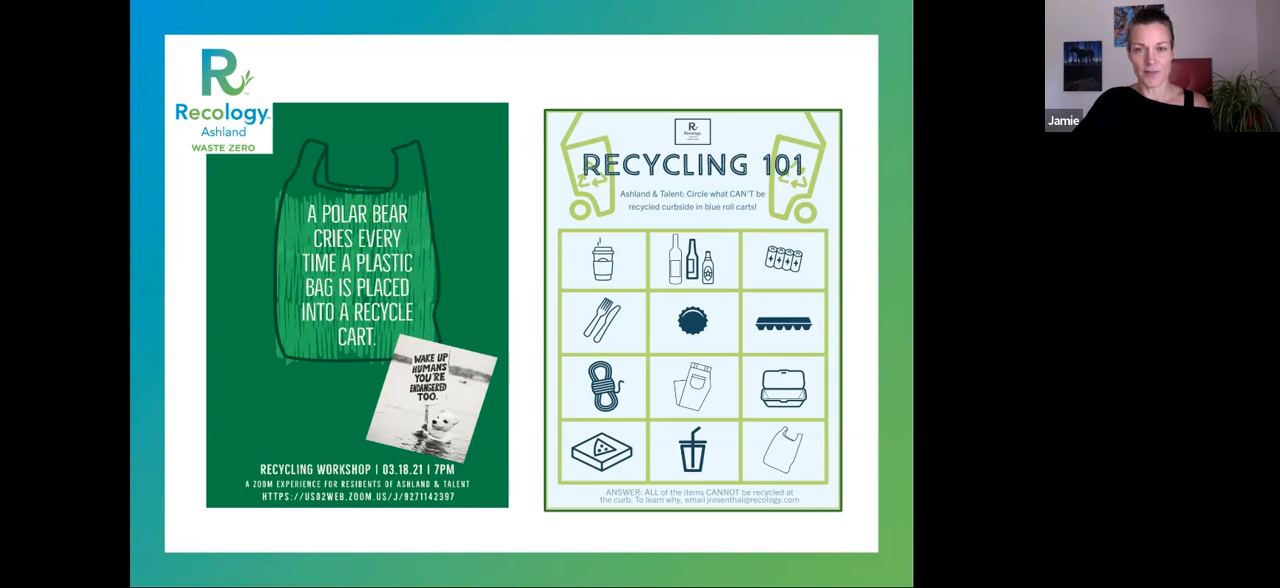 R
Recology
Ashland
WASTE ZERO
A POLAR BEAR
CRIES EVERY
TIME A PLASTIC
BAG IS PLACED
INTO A RECYCLE
CART.
WAKE UP
HUMANS
YOU'RE
ENDANGERED
TOO.
RECYCLING WORKSHOP | 03.18.21 | 7PM
A ZOOM EXPERIENCE FOR RESIDENTS OF ASHLAND & TALENT
HTTPS://US02WEB.ZOOM.US/J/9271142397
R
Recology
RECYCLING 101
Ashland & Talent: Circle what CAN'T be
recycled curbside in blue roll carts!
ANSWER: ALL of the items CANNOT be recycled at
the curb. To learn why, email jrosenthal@recology.com
Jamie